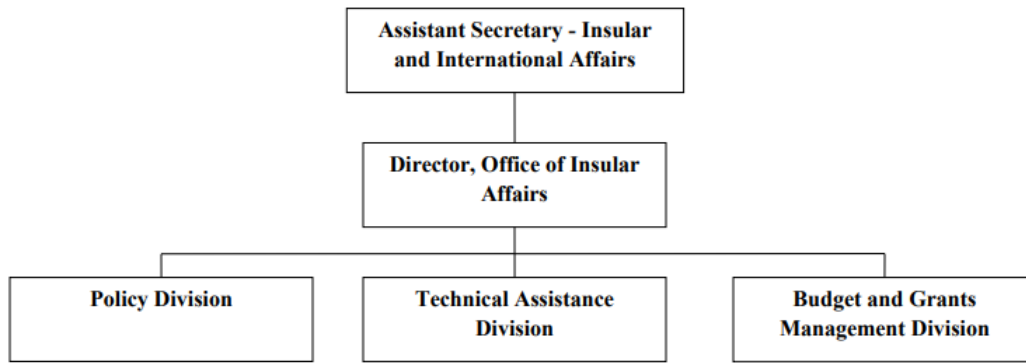 Assistant Secretary - Insular
and International Affairs
Director, Office of Insular
Affairs
Policy Division
Technical Assistance
Division
Budget and Grants
Management Division